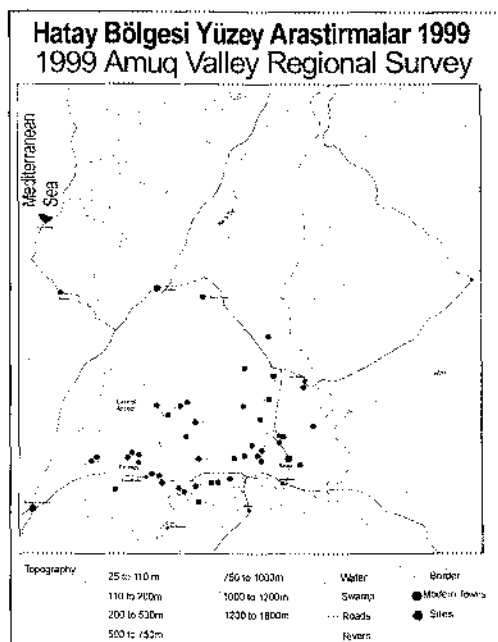 Hatay Bölgesi Yüzey Arastirmalar 1999
1999 Amuq Valley Regional Survey
Mediterranean
Sea
Topography
25 to 110 m
110 to 200m
200 to 500m
500 to 750m
750 to 1000m
1000 to 1200m
1200 to 1800m
Water
Swamp
Roads
Rivers
Border
Modern Towns
Sites